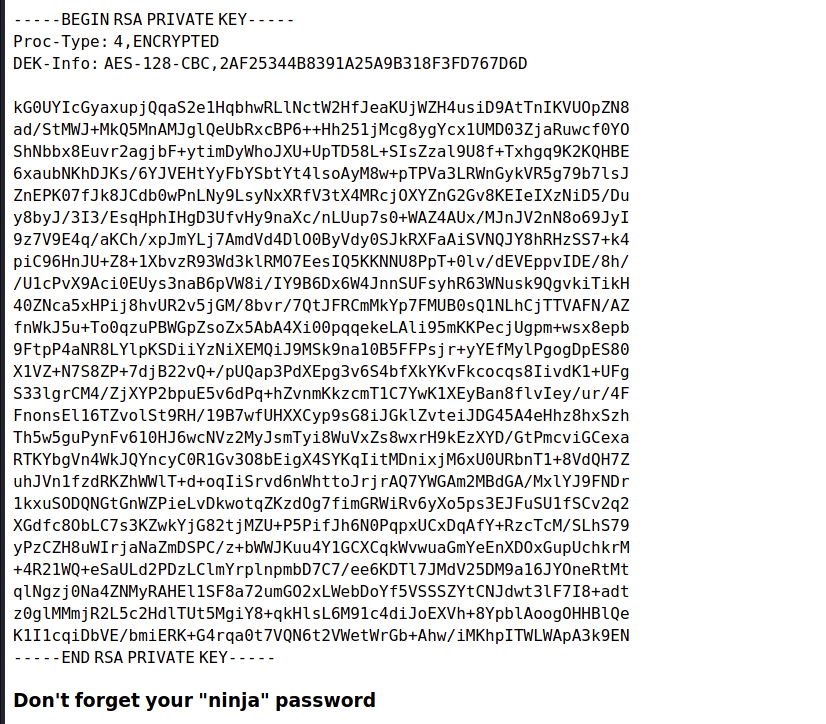 -----BEGIN RSA PRIVATE KEY-----
Proc-Type: 4,ENCRYPTED
DEK-Info: AES-128-CBC,2AF25344B8391A25A9B318F3FD767D6D
kG0UYIcGyaxupjQqaS2e1HqbhwRLlNctW2HfJeaKUjWZH4usiD9AtTnIKVUOpZN8
ad/StMWJ+MkQ5MnAMJglQeUbRxcBP6++Hh251jMcg8ygYcx1UMD03ZjaRuwcf0YO
ShNbbx8Euvr2agjbF+ytimDyWhoJXU+UpTD58L+SIsZzal9U8f+Txhgq9K2KQHBE
6xaubNKhDJKs/6YJVEHtYyFbYSbtYt4lsoAyM8w+pTPVa3LRWnGykVR5g79b7lsJ
ZnEPK07fJk8JCdb0wPnLNy9LsyNxXRfV3tX4MRcjOXYZnG2Gv8KEIeIXzNiD5/Du
y8byJ/3I3/EsqHphIHgD3UfvHy9naXc/nLUup7s0+WAZ4AUx/MJnJV2nN8o69JyI
9z7V9E4q/aKCh/xpJmYLj7AmdVd4DlO0ByVdy0SJkRXFaAiSVNQJY8hRHzSS7+k4
piC96HnJU+Z8+1XbvzR93Wd3klRMO7EesIQ5KKNNU8PpT+0lv/dEVEppvIDE/8h/
/U1cPvX9Aci0EUys3naB6pVW8i/IY9B6Dx6W4JnnSUFsyhR63WNusk9QgvkiTikH
40ZNca5xHPij8hvUR2v5jGM/8bvr/7QtJFRCmMkYp7FMUB0sQ1NLhCjTTVAFN/AZ
fnWkJ5u+To0qzuPBWGpZsoZx5AbA4Xi00pqqekeLAli95mKKPecjUgpm+wsx8epb
9FtpP4aNR8LYlpKSDiiYzNiXEMQiJ9MSk9na10B5FFPsjr+yYEfMylPgogDpES80
X1VZ+N7S8ZP+7djB22vQ+/pUQap3PdXEpg3v6S4bfXkYKvFkcocqs8IivdK1+UFg
S33lgrCM4/ZjXYP2bpuE5v6dPq+hZvnmKkzcmT1C7YwK1XEyBan8flvIey/ur/4F
FnonsEl16TZvolSt9RH/19B7wfUHXXCyp9sG8iJGklZvteiJDG45A4eHhz8hxSzh
Th5w5guPynFv610HJ6wcNVz2MyJsmTyi8WuVxZs8wxrH9kEzXYD/GtPmcviGCexa
RTKYbgVn4WkJQYncyC0R1Gv3O8bEigX4SYKqIitMDnixjM6xU0URbnT1+8VdQH7Z
uhJVn1fzdRKZhWWlT+d+oqIiSrvd6nWhttoJrjrAQ7YWGAm2MBdGA/MxlYJ9FNDr
1kxuSODQNGtGnWZPieLvDkwotqZKzdOg7fimGRWiRv6yXo5ps3EJFuSU1fSCv2q2
XGdfc8ObLC7s3KZwkYjG82tjMZU+P5PifJh6N0PqpxUCxDqAfY+RzcTcM/SLhS79
yPzCZH8uWIrjaNaZmDSPC/z+bWWJKuu4Y1GCXCqkWvwuaGmYeEnXDOxGupUchkrM
+4R21WQ+eSaULd2PDzLClmYrplnpmbD7C7/ee6KDTl7JMdV25DM9a16JYOneRtMt
qlNgzj0Na4ZNMyRAHEl1SF8a72umGO2xLWebDoYf5VSSSZYtCNJdwt3lF7I8+adt
z0glMMmjR2L5c2HdlTUt5MgiY8+qkHlsL6M91c4diJoEXVh+8YpblAoogOHHBlQe
K1I1cqiDbVE/bmiERK+G4rqa0t7VQN6t2VWetWrGb+Ahw/iMKhpITWLWApA3k9EN
-----END RSA PRIVATE KEY-----
Don't forget your "ninja" password